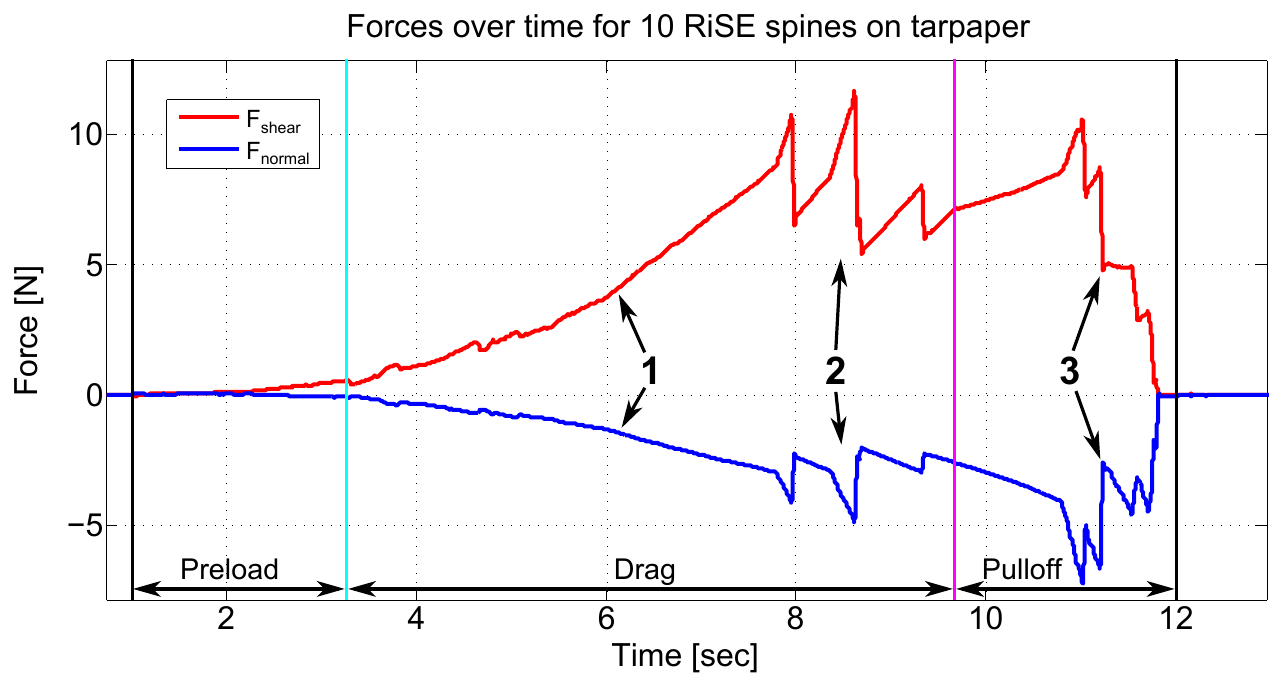 Forces over time for 10 RiSE spines on tarpaper
F_shear
F_normal
Force [N]
10
5
0
−5
1
2
3
Preload
Drag
Pulloff
2
4
6
8
10
12
Time [sec]